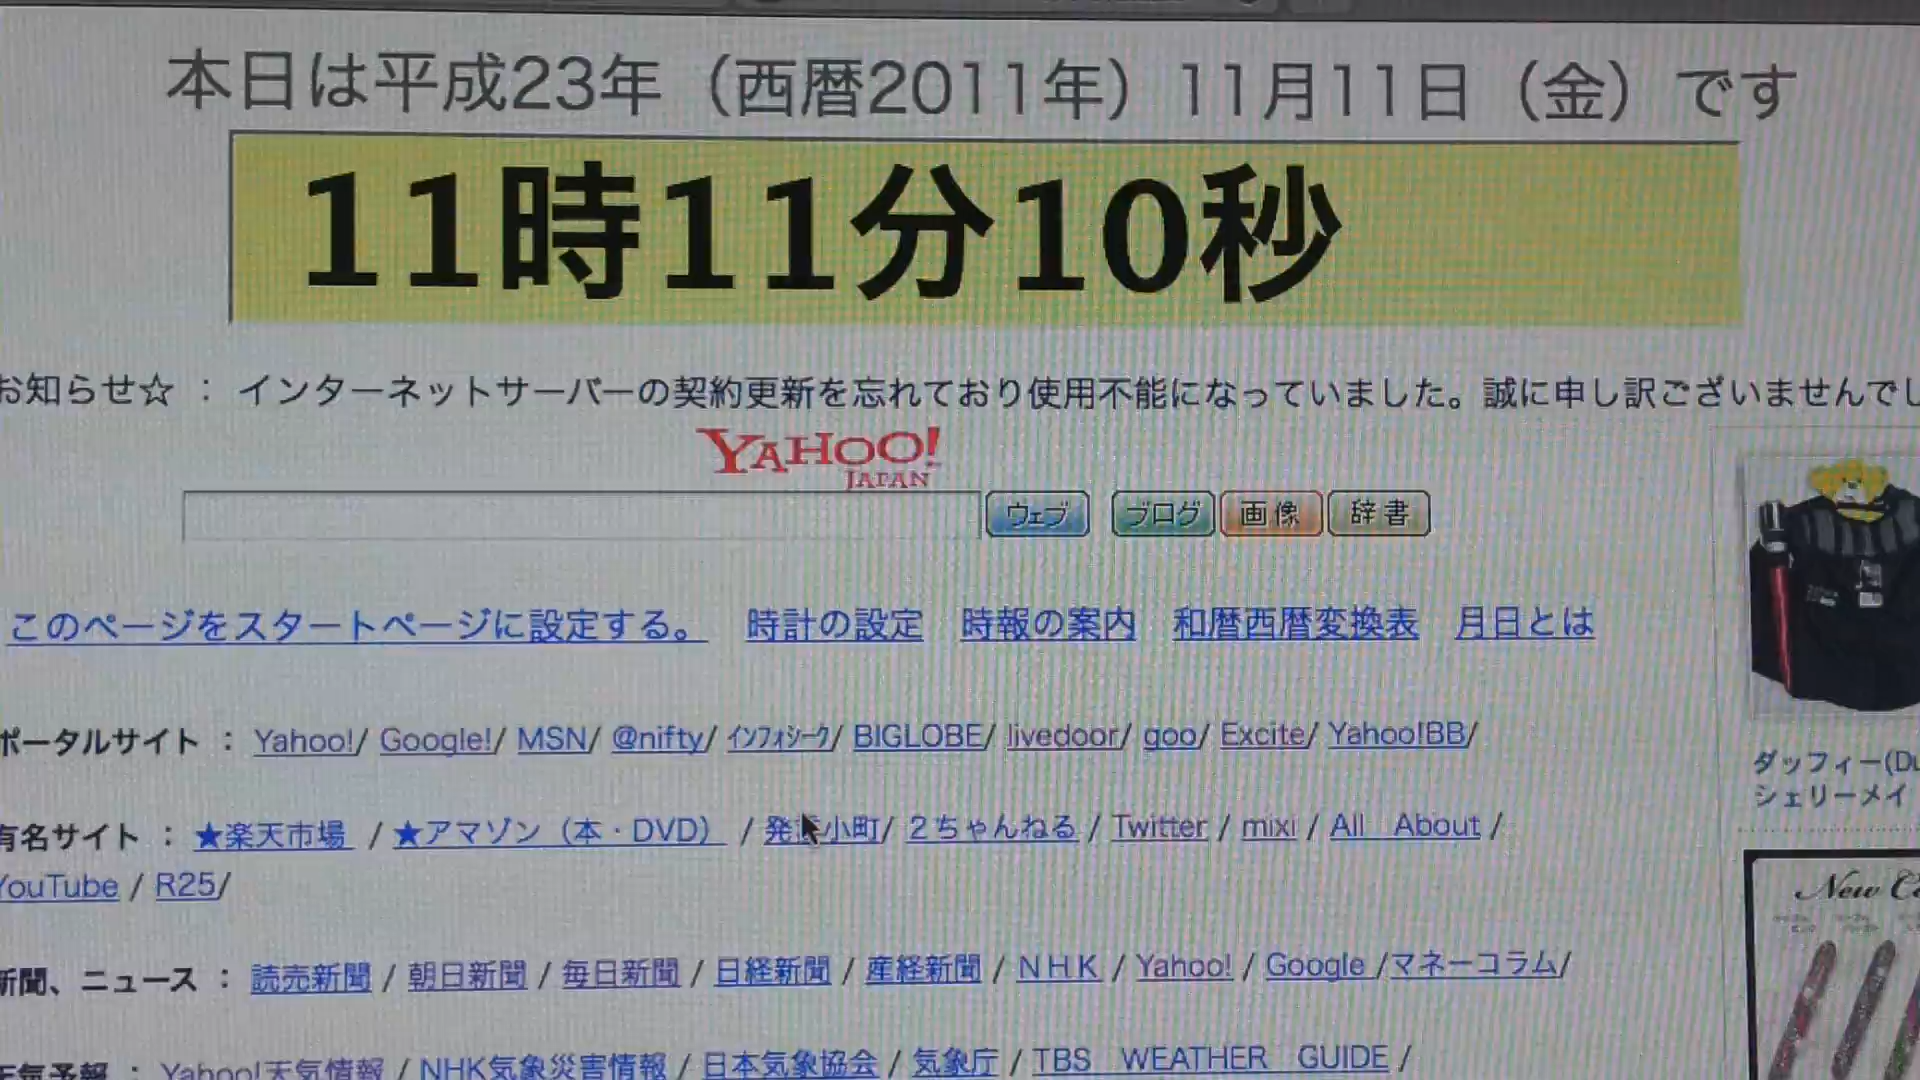 本日は平成23年（西暦2011年）11月11日（金）です
11時11分10秒
お知らせ☆ ： インターネットサーバーの契約更新を忘れており使用不能になっていました。誠に申し訳ございませんでし
YAHOO!
JAPAN
ウェブ ブログ 画像 辞書
このページをスタートページに設定する。 時計の設定 時報の案内 和暦西暦変換表 月日とは
ポータルサイト ： Yahoo!/ Google!/ MSN/ @nifty/ ｲﾝﾌｫｼｰｸ/ BIGLOBE/ livedoor/ goo/ Excite/ Yahoo!BB/
ダッフィー(Du
シェリーメイ
有名サイト ： ★楽天市場 / ★アマゾン（本・DVD） / 発言小町/ ２ちゃんねる / Twitter / mixi / All About /
YouTube / R25/
New C
新聞、ニュース ： 読売新聞 / 朝日新聞 / 毎日新聞 / 日経新聞 / 産経新聞 / ＮＨＫ / Yahoo! / Google /マネーコラム/
天気予報 ： Yahoo!天気情報 / NHK気象災害情報 / 日本気象協会 / 気象庁 / TBS WEATHER GUIDE /